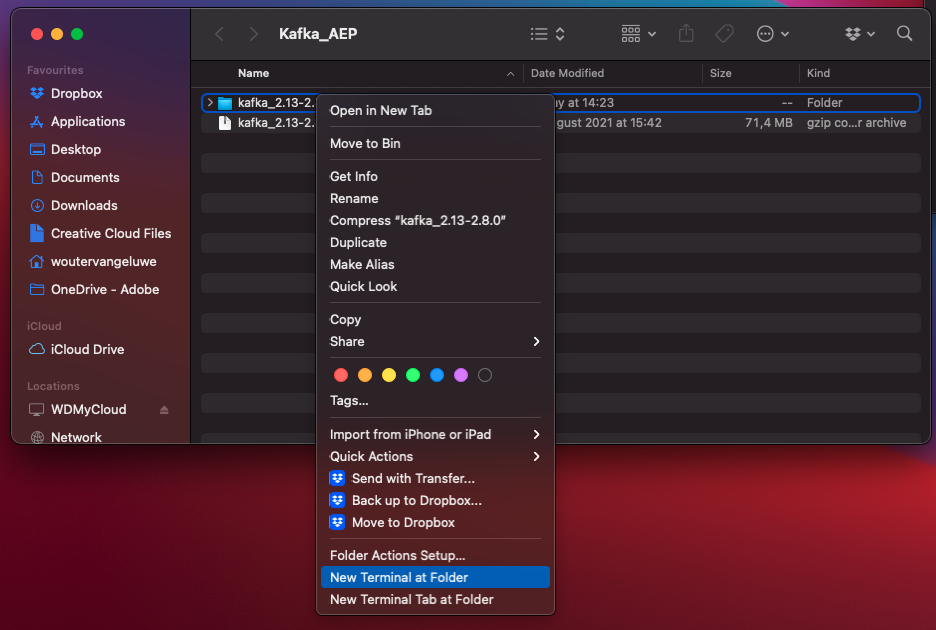 Kafka_AEP
Favourites
Dropbox
Applications
Desktop
Documents
Downloads
Creative Cloud Files
woutervangeluwe
OneDrive - Adobe
iCloud
iCloud Drive
Locations
WDMyCloud
Network
Name Date Modified Size Kind
kafka_2.13-2. ay at 14:23 -- Folder
kafka_2.13-2. gust 2021 at 15:42 71,4 MB gzip co...r archive
Open in New Tab
Move to Bin
Get Info
Rename
Compress “kafka_2.13-2.8.0”
Duplicate
Make Alias
Quick Look
Copy
Share
Tags...
Import from iPhone or iPad
Quick Actions
Send with Transfer...
Back up to Dropbox...
Move to Dropbox
Folder Actions Setup...
New Terminal at Folder
New Terminal Tab at Folder